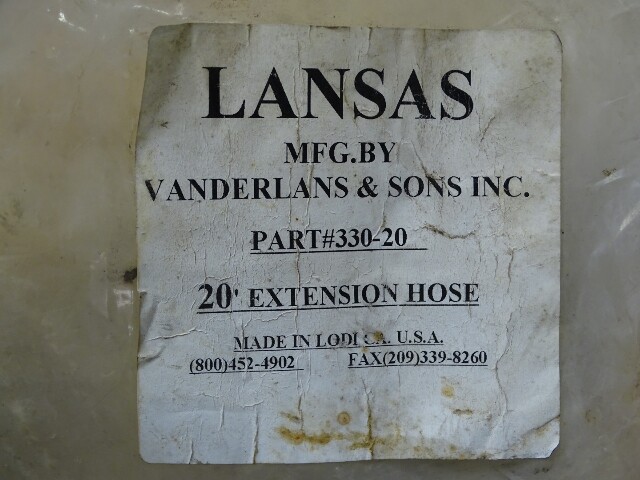 LANSAS
MFG.BY
VANDERLANS & SONS INC.
PART#330-20
20' EXTENSION HOSE
MADE IN LODI CA. U.S.A.
(800)452-4902 FAX(209)339-8260